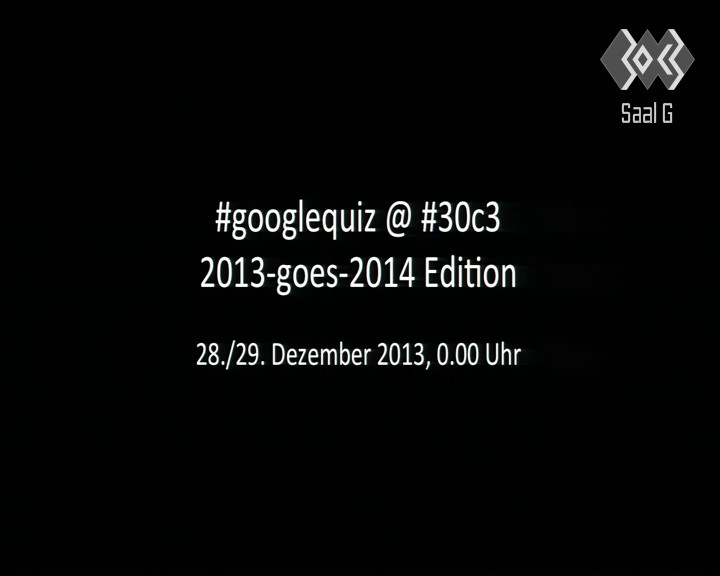 Saal G
#googlequiz @ #30c3
2013-goes-2014 Edition
28./29. Dezember 2013, 0.00 Uhr